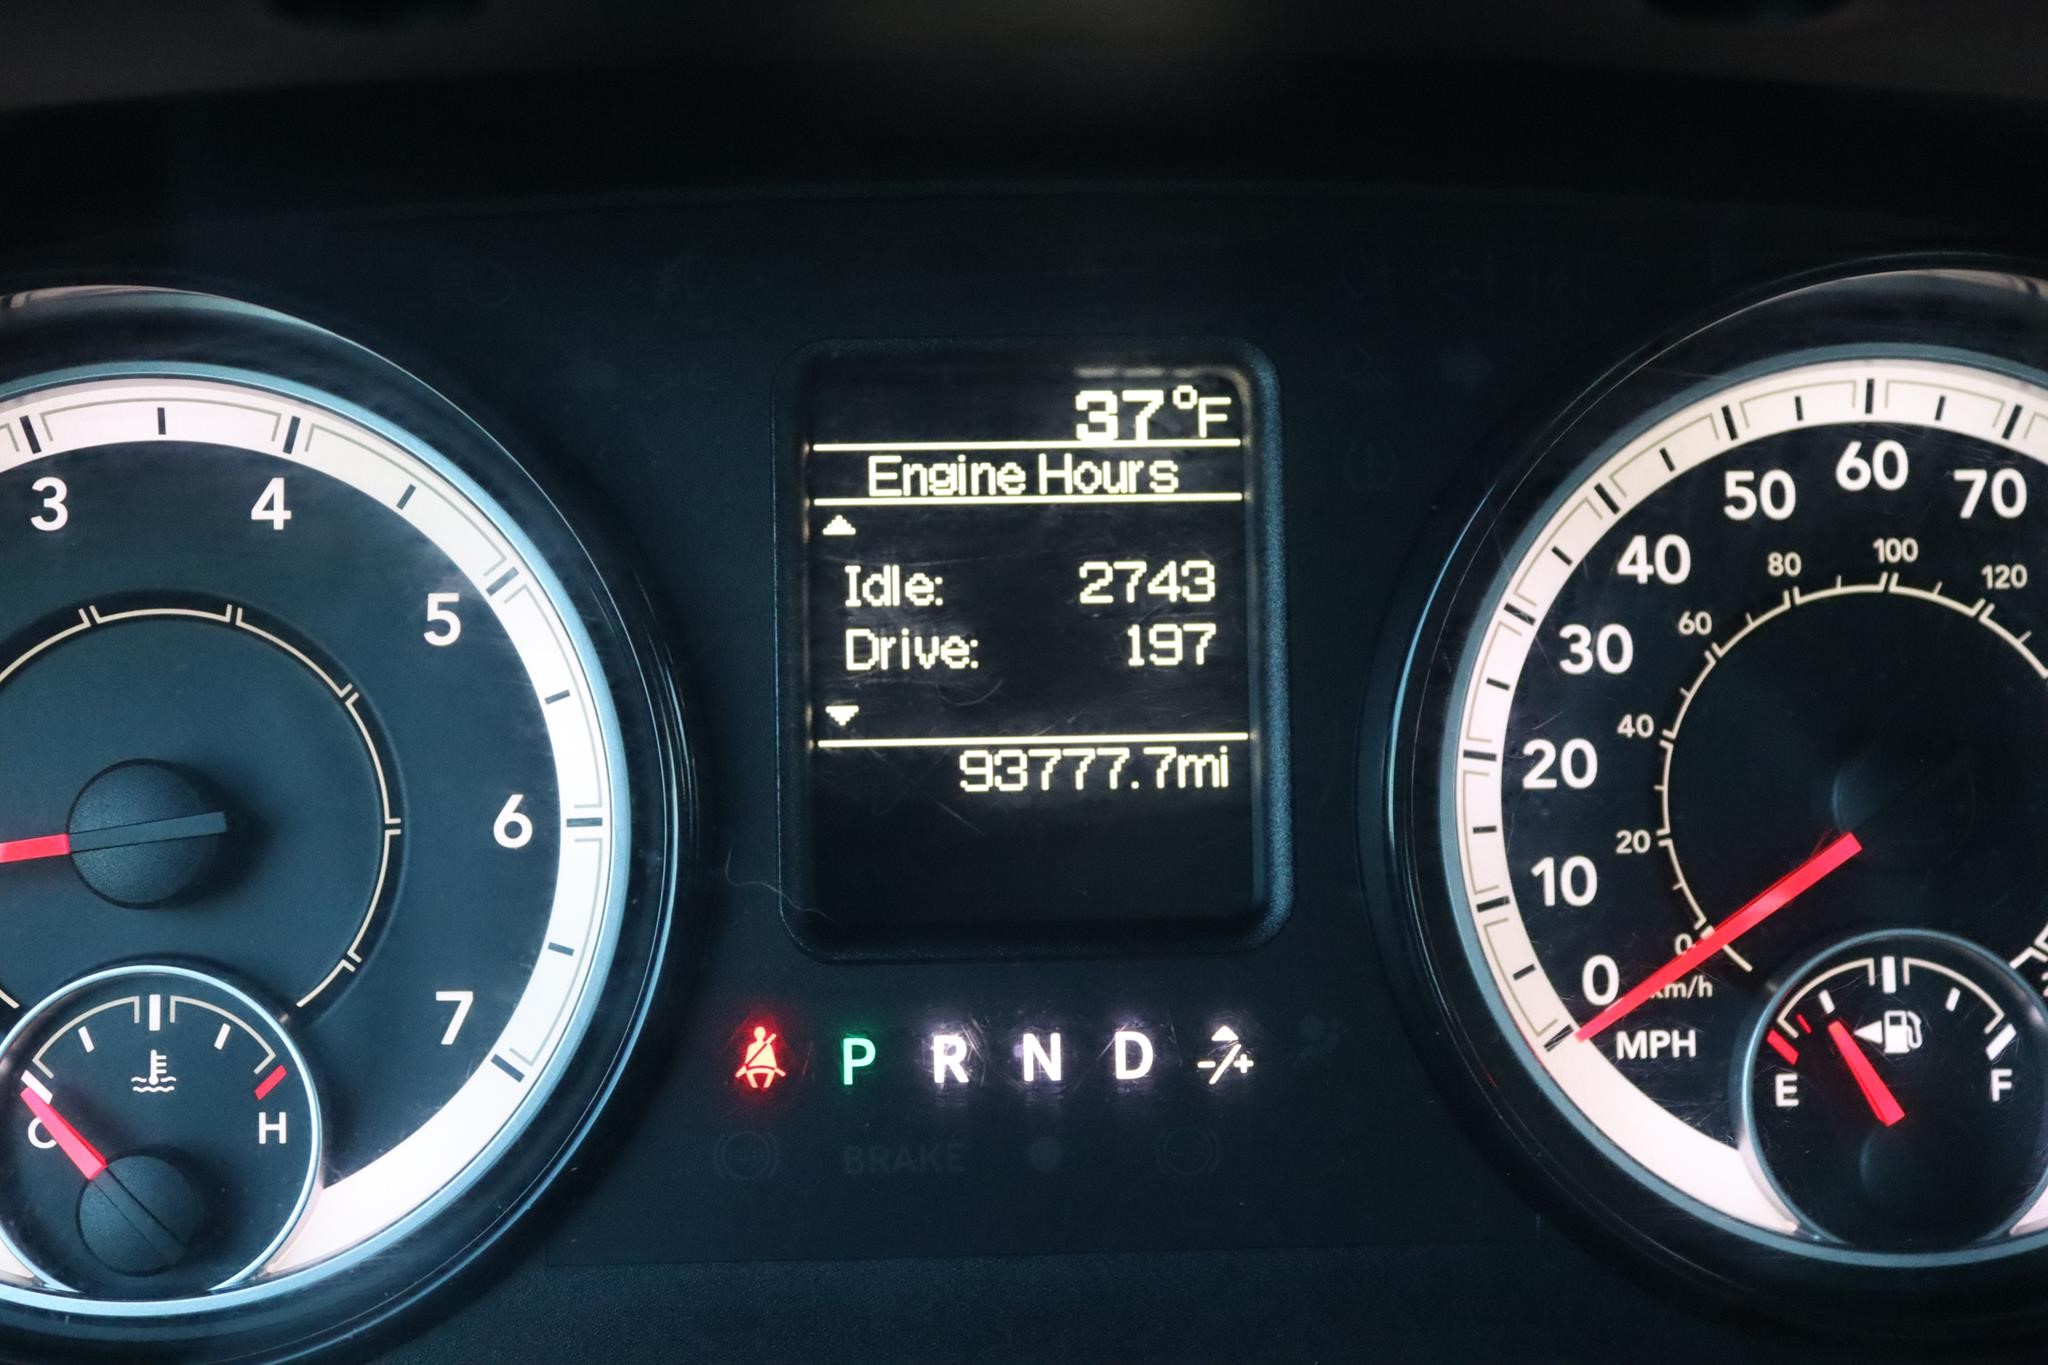 37°F
Engine Hours
Idle: 2743
Drive: 197
93777.7mi
3
4
5
6
7
C
H
P R N D -/+
BRAKE
0
10
20
30
40
50
60
70
0
20
40
60
80
100
120
km/h
MPH
E
F